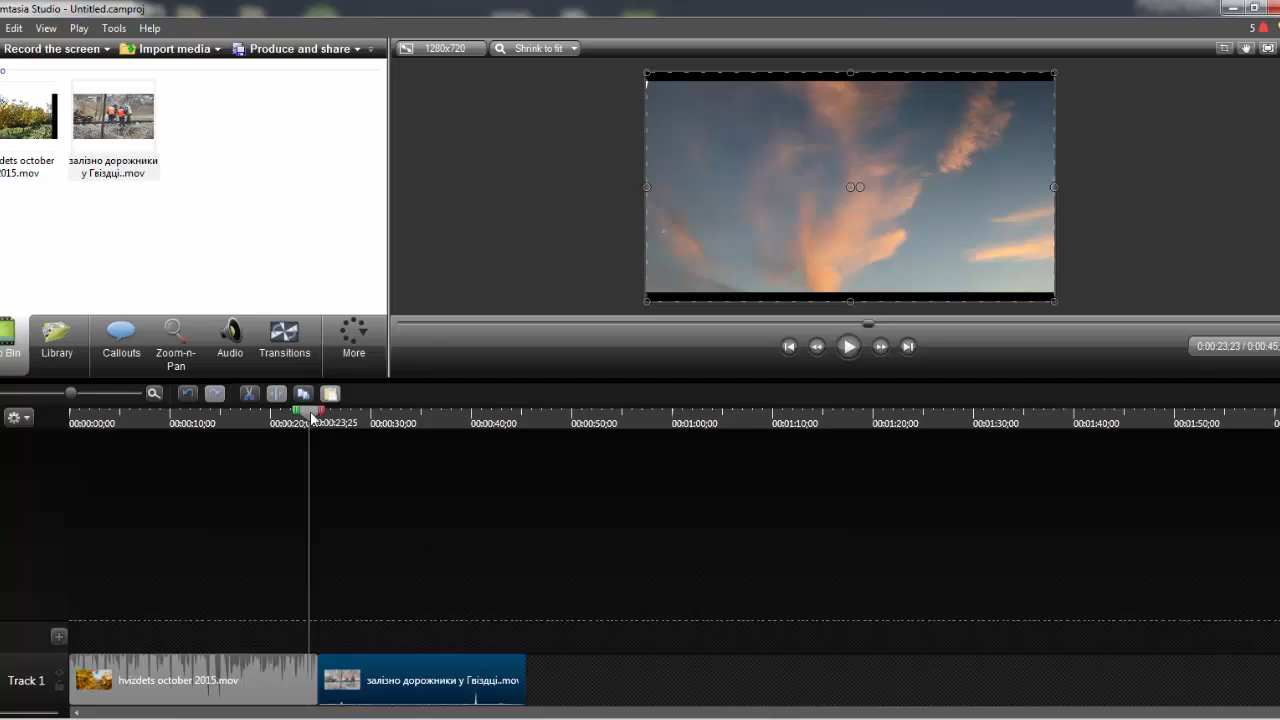 mtasia Studio - Untitled.camproj
Edit View Play Tools Help
5
Record the screen Import media Produce and share
1280x720 Shrink to fit
o
dets october
2015.mov
залізно дорожники
у Гвіздці..mov
Bin
Library
Callouts
Zoom-n-
Pan
Audio
Transitions
More
0:00:23;23 / 0:00:45
00:00:00;00 00:00:10;00 00:00:20; 0:00:23;25 00:00:30;00 00:00:40;00 00:00:50;00 00:01:00;00 00:01:10;00 00:01:20;00 00:01:30;00 00:01:40;00 00:01:50;00
Track 1
hvizdets october 2015.mov
залізно дорожники у Гвіздці..mov